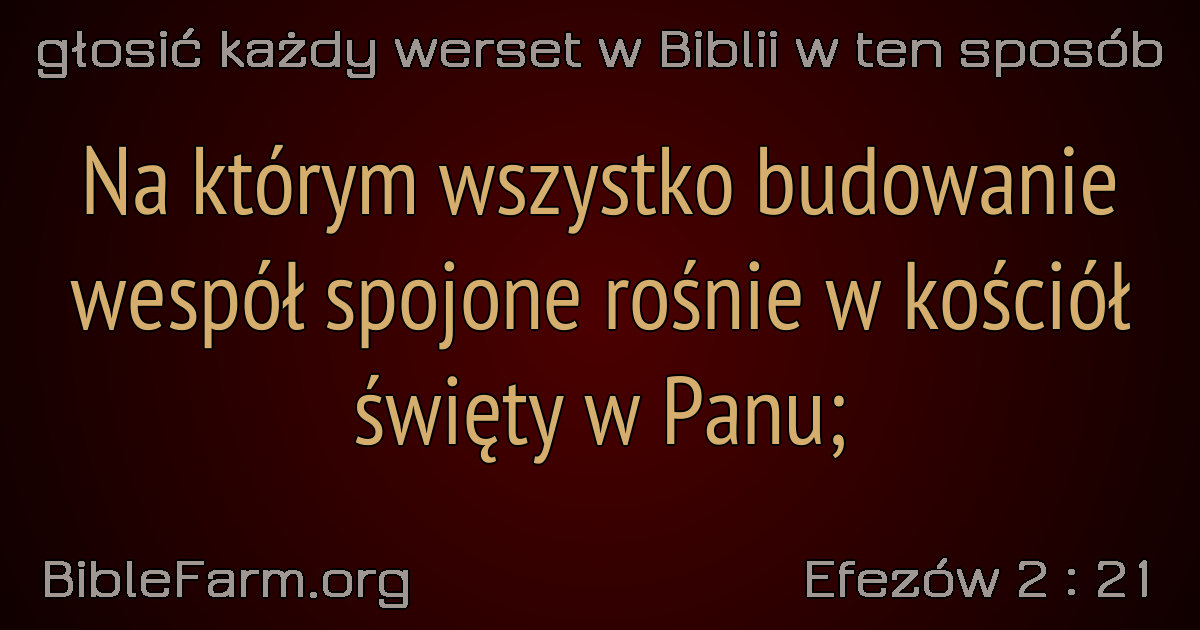 głosić każdy werset w Biblii w ten sposób
Na którym wszystko budowanie
wespół spojone rośnie w kościół
święty w Panu;
BibleFarm.org
Efezów 2 : 21